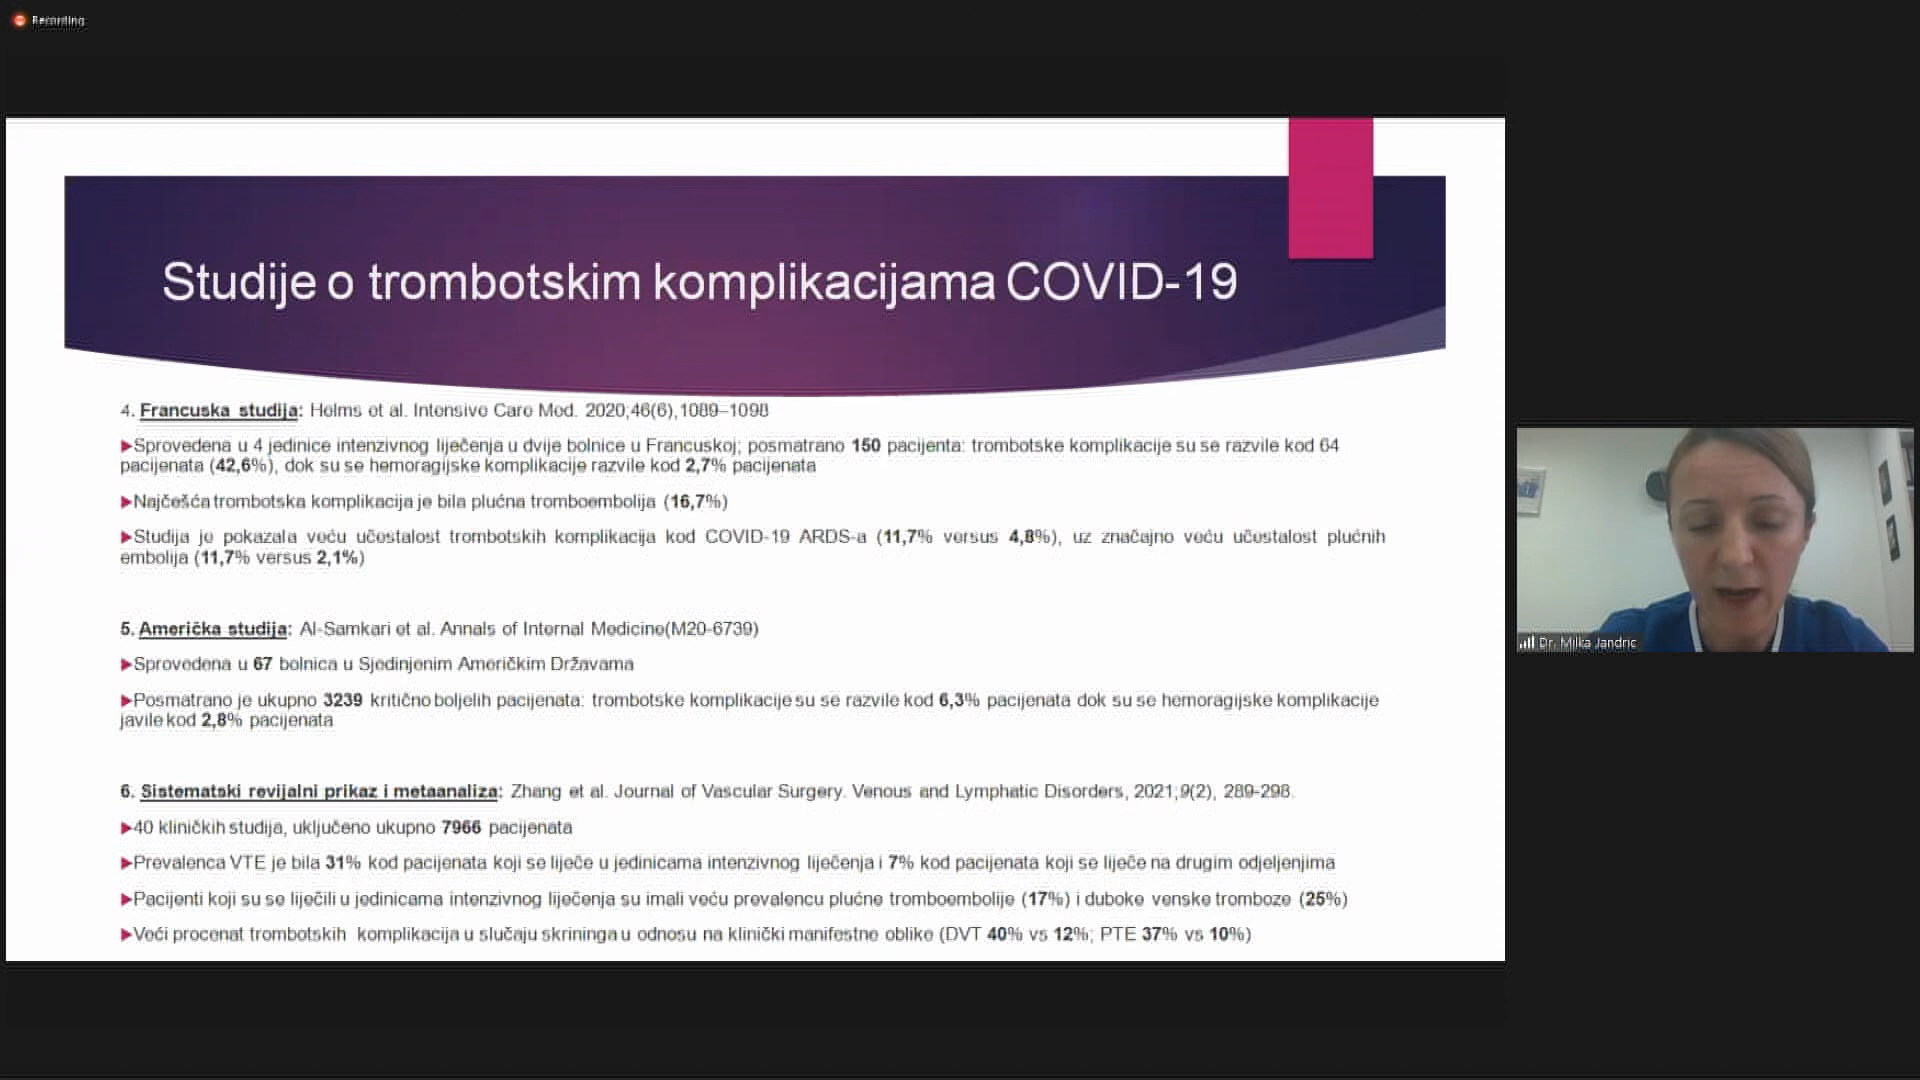 Recording
Studije o trombotskim komplikacijama COVID-19
4. Francuska studija: Helms et al. Intensive Care Med. 2020;46(6),1089–1098
▶Sprovedena u 4 jedinice intenzivnog liječenja u dvije bolnice u Francuskoj; posmatrano 150 pacijenta: trombotske komplikacije su se razvile kod 64
pacijenata (42,6%), dok su se hemoragijske komplikacije razvile kod 2,7% pacijenata
▶Najčešća trombotska komplikacija je bila plućna tromboembolija (16,7%)
▶Studija je pokazala veću učestalost trombotskih komplikacija kod COVID-19 ARDS-a (11,7% versus 4,8%), uz značajno veću učestalost plućnih
embolija (11,7% versus 2,1%)
5. Američka studija: Al-Samkari et al. Annals of Internal Medicine(M20-6739)
▶Sprovedena u 67 bolnica u Sjedinjenim Američkim Državama
▶Posmatrano je ukupno 3239 kritično boljelih pacijenata: trombotske komplikacije su se razvile kod 6,3% pacijenata dok su se hemoragijske komplikacije
javile kod 2,8% pacijenata
6. Sistematski revijalni prikaz i metaanaliza: Zhang et al. Journal of Vascular Surgery. Venous and Lymphatic Disorders, 2021;9(2), 289-298.
▶40 kliničkih studija, uključeno ukupno 7966 pacijenata
▶Prevalenca VTE je bila 31% kod pacijenata koji se liječe u jedinicama intenzivnog liječenja i 7% kod pacijenata koji se liječe na drugim odjeljenjima
▶Pacijenti koji su se liječili u jedinicama intenzivnog liječenja su imali veću prevalencu plućne tromboembolije (17%) i duboke venske tromboze (25%)
▶Veći procenat trombotskih komplikacija u slučaju skrininga u odnosu na klinički manifestne oblike (DVT 40% vs 12%; PTE 37% vs 10%)
Dr. Milka Jandric